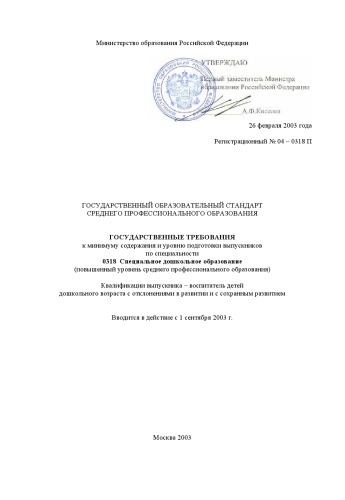 Министерство образования Российской Федерации
УТВЕРЖДАЮ
Первый заместитель Министра
образования Российской Федерации
А.Ф.Киселев
26 февраля 2003 года
Регистрационный № 04 – 0318 П
ГОСУДАРСТВЕННЫЙ ОБРАЗОВАТЕЛЬНЫЙ СТАНДАРТ
СРЕДНЕГО ПРОФЕССИОНАЛЬНОГО ОБРАЗОВАНИЯ
ГОСУДАРСТВЕННЫЕ ТРЕБОВАНИЯ
к минимуму содержания и уровню подготовки выпускников
по специальности
0318 Специальное дошкольное образование
(повышенный уровень среднего профессионального образования)
Квалификации выпускника – воспитатель детей
дошкольного возраста с отклонениями в развитии и с сохранным развитием
Вводится в действие с 1 сентября 2003 г.
Москва 2003